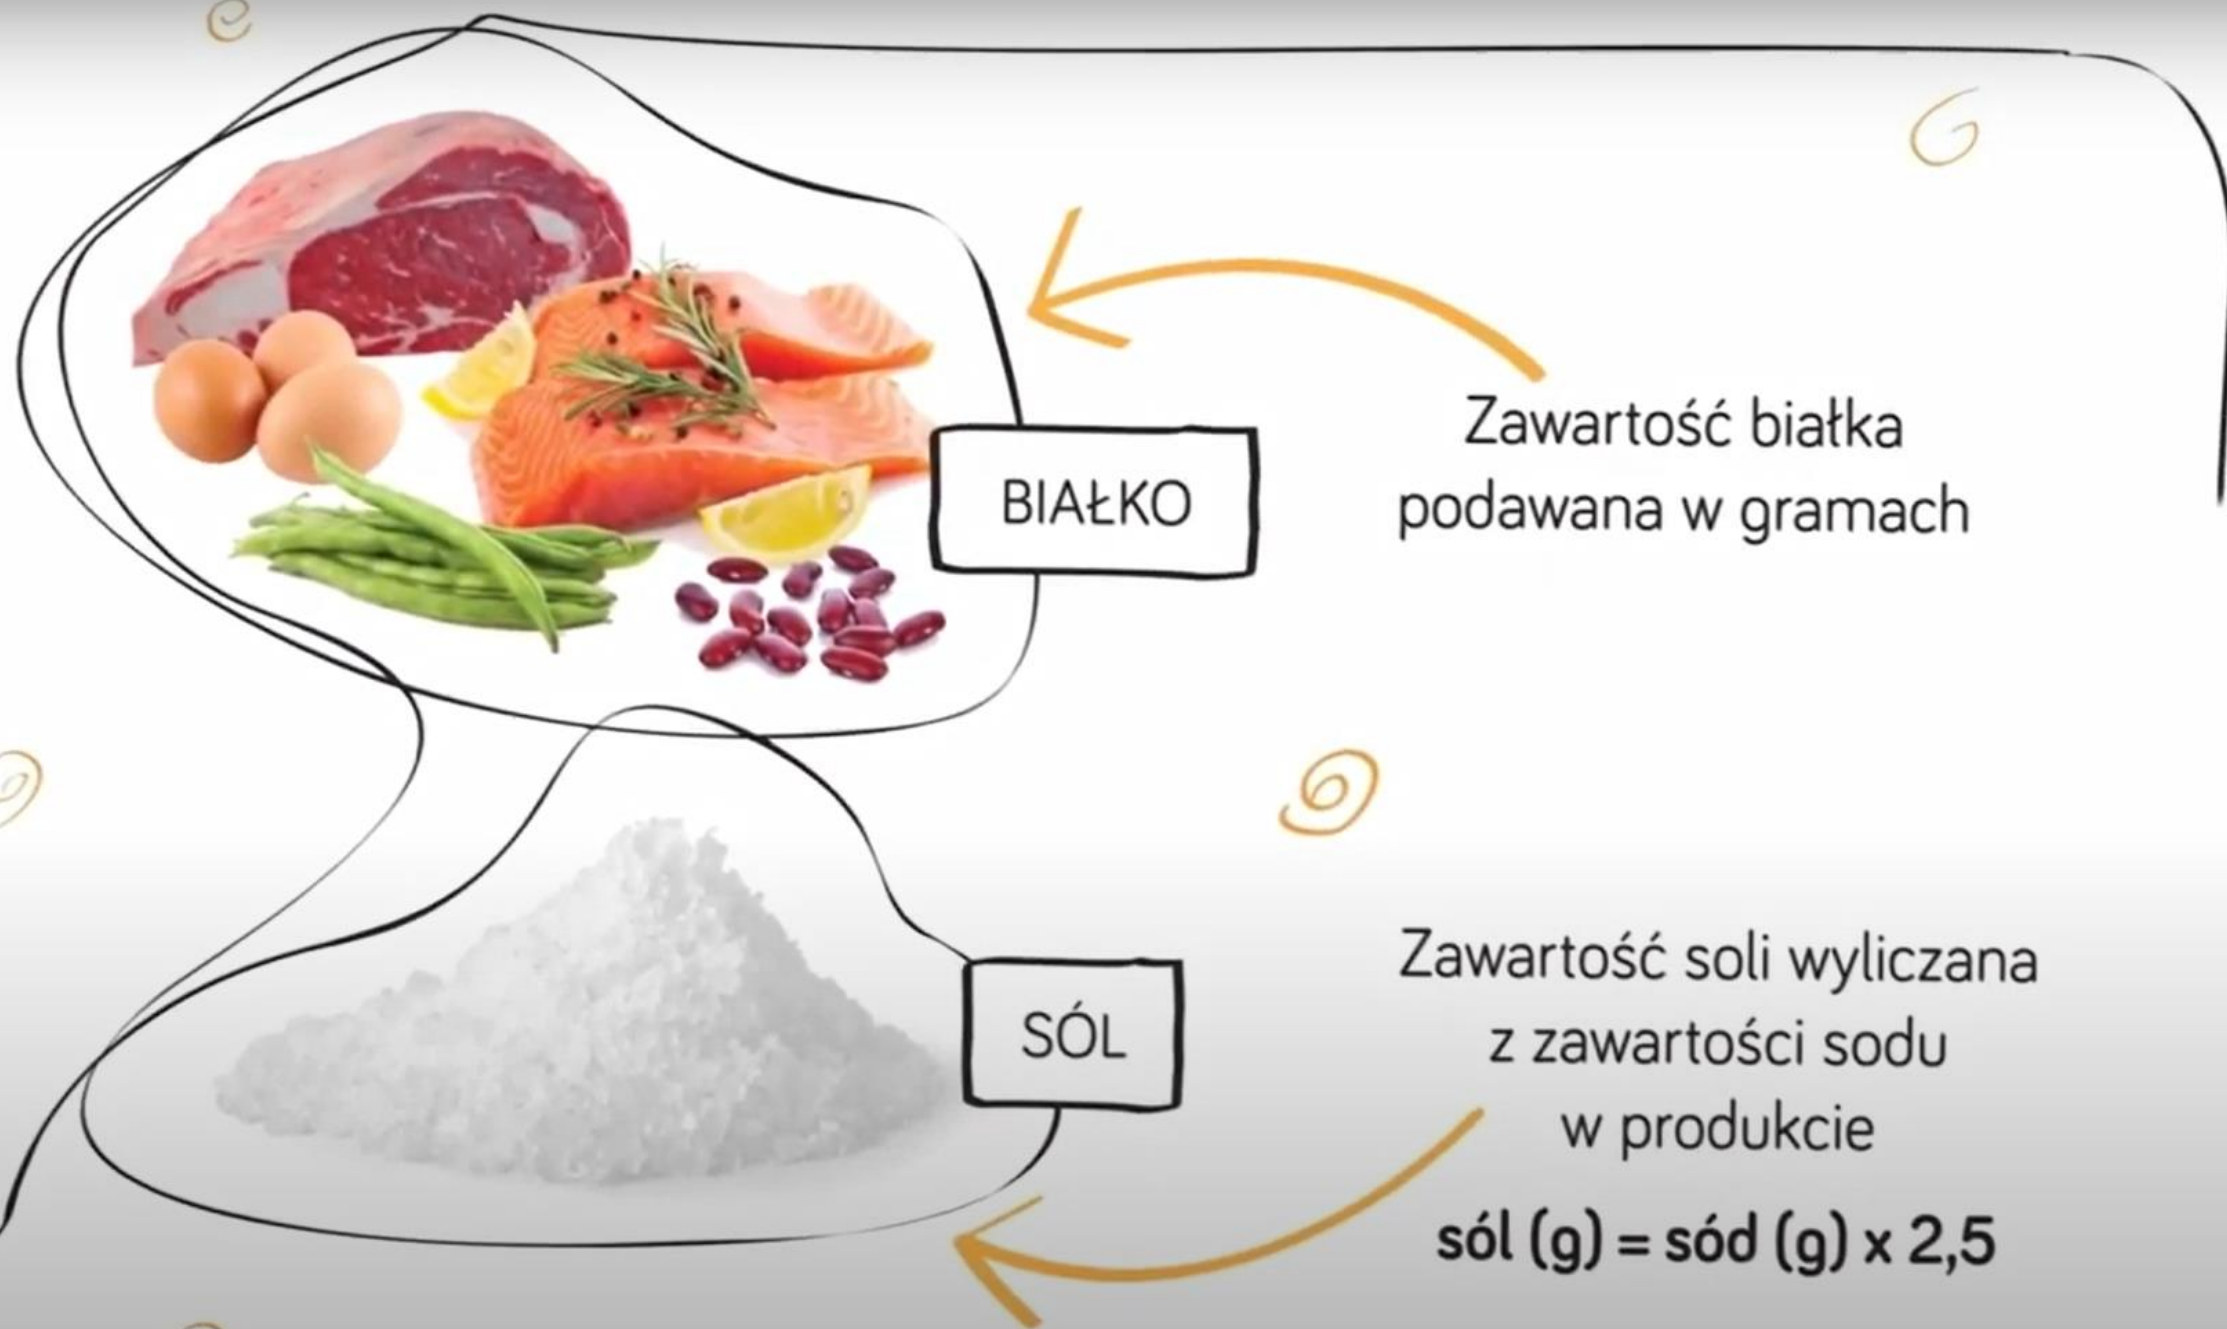 BIAŁKO
Zawartość białka
podawana w gramach
SÓL
Zawartość soli wyliczana
z zawartości sodu
w produkcie
sól (g) = sód (g) x 2,5